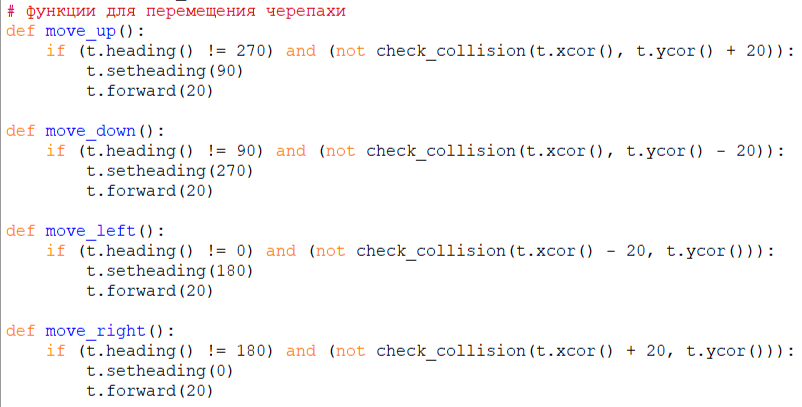 # функции для перемещения черепахи
def move_up():
    if (t.heading() != 270) and (not check_collision(t.xcor(), t.ycor() + 20)):
        t.setheading(90)
        t.forward(20)

def move_down():
    if (t.heading() != 90) and (not check_collision(t.xcor(), t.ycor() - 20)):
        t.setheading(270)
        t.forward(20)

def move_left():
    if (t.heading() != 0) and (not check_collision(t.xcor() - 20, t.ycor())):
        t.setheading(180)
        t.forward(20)

def move_right():
    if (t.heading() != 180) and (not check_collision(t.xcor() + 20, t.ycor())):
        t.setheading(0)
        t.forward(20)